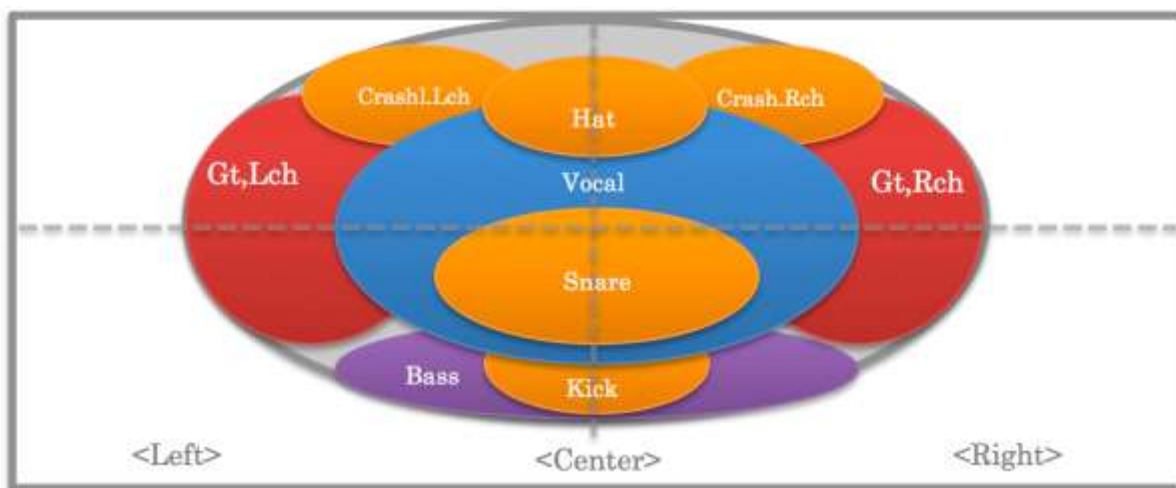 Crashl.Lch
Hat
Crash.Rch
Gt,Lch
Vocal
Gt,Rch
Snare
Bass
Kick
<Left>
<Center>
<Right>